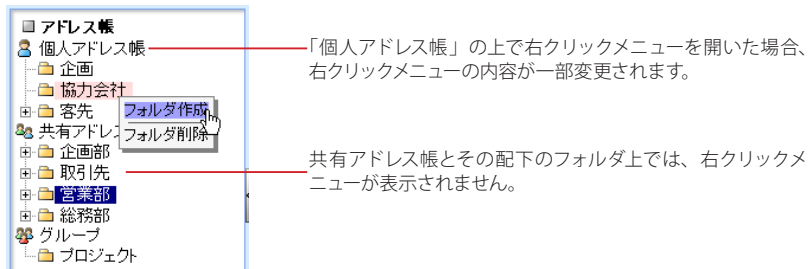 アドレス帳
個人アドレス帳
企画
協力会社
客先
フォルダ作成
フォルダ削除
共有アドレス
企画部
取引先
営業部
総務部
グループ
プロジェクト
「個人アドレス帳」の上で右クリックメニューを開いた場合、
右クリックメニューの内容が一部変更されます。
共有アドレス帳とその配下のフォルダ上では、右クリックメ
ニューが表示されません。